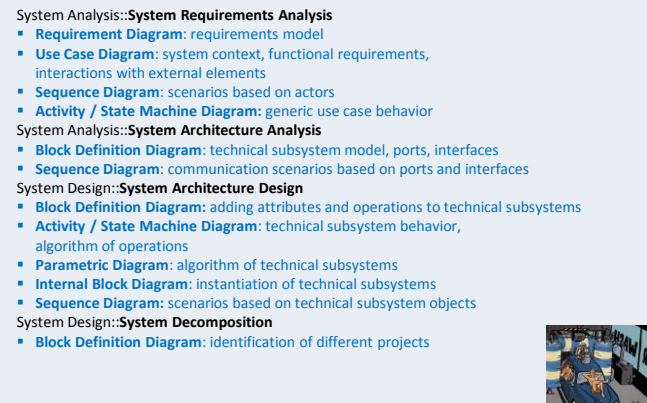 System Analysis::System Requirements Analysis
▪ Requirement Diagram: requirements model
▪ Use Case Diagram: system context, functional requirements,
interactions with external elements
▪ Sequence Diagram: scenarios based on actors
▪ Activity / State Machine Diagram: generic use case behavior
System Analysis::System Architecture Analysis
▪ Block Definition Diagram: technical subsystem model, ports, interfaces
▪ Sequence Diagram: communication scenarios based on ports and interfaces
System Design::System Architecture Design
▪ Block Definition Diagram: adding attributes and operations to technical subsystems
▪ Activity / State Machine Diagram: technical subsystem behavior,
algorithm of operations
▪ Parametric Diagram: algorithm of technical subsystems
▪ Internal Block Diagram: instantiation of technical subsystems
▪ Sequence Diagram: scenarios based on technical subsystem objects
System Design::System Decomposition
▪ Block Definition Diagram: identification of different projects